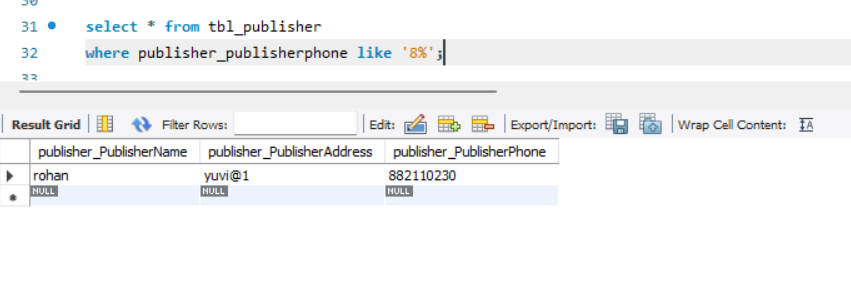 30
31 select * from tbl_publisher
32 where publisher_publisherphone like '8%';
33
Result Grid Filter Rows: Edit: Export/Import: Wrap Cell Content:
publisher_PublisherName publisher_PublisherAddress publisher_PublisherPhone
rohan yuvi@1 882110230
NULL NULL NULL